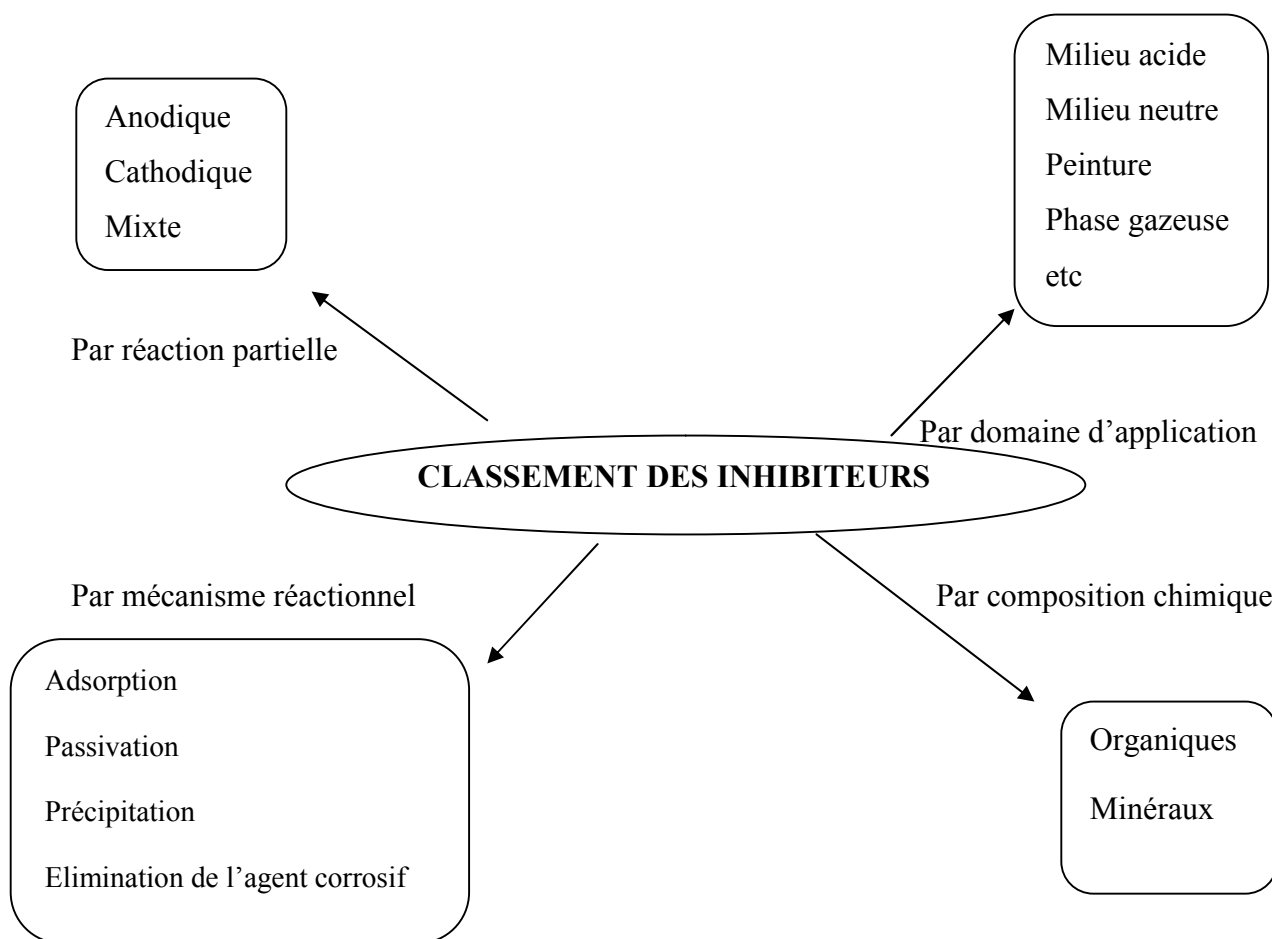 Anodique
Cathodique
Mixte
Par réaction partielle
Milieu acide
Milieu neutre
Peinture
Phase gazeuse
etc
Par domaine d’application
CLASSEMENT DES INHIBITEURS
Par mécanisme réactionnel
Adsorption
Passivation
Précipitation
Elimination de l’agent corrosif
Par composition chimique
Organiques
Minéraux